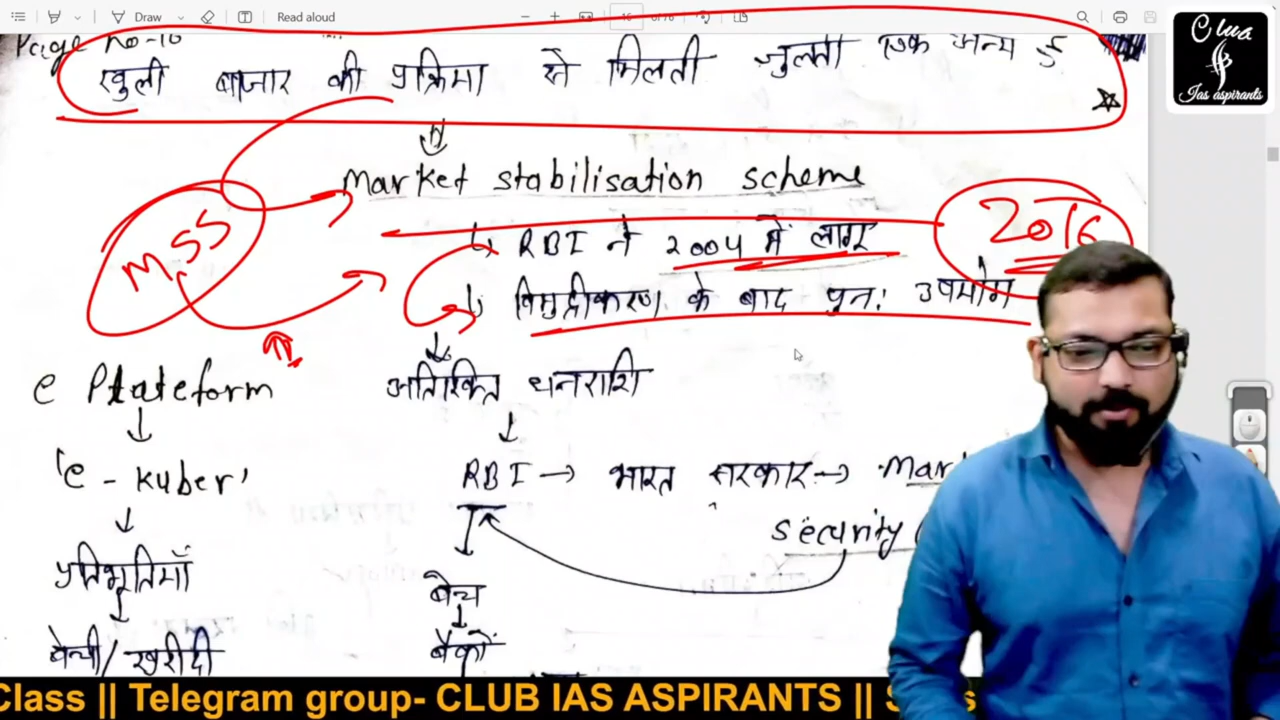 Draw
Read aloud
Page No-10
खुली बाजार की प्रक्रिया से मिलती जुलती एक अन्य
Market stabilisation scheme
MSS
RBI ने 2004 में लागू
2016
विमुद्रीकरण के बाद पुनः उपयोग
e Plateform
अतिरिक्त धनराशि
'e - Kuber'
RBI → भारत सरकार → Mar
security
प्रतिभूतियाँ
बेच
बेची/खरीदी
बैंकों
Club
Ias aspirants
Class || Telegram group- CLUB IAS ASPIRANTS || S